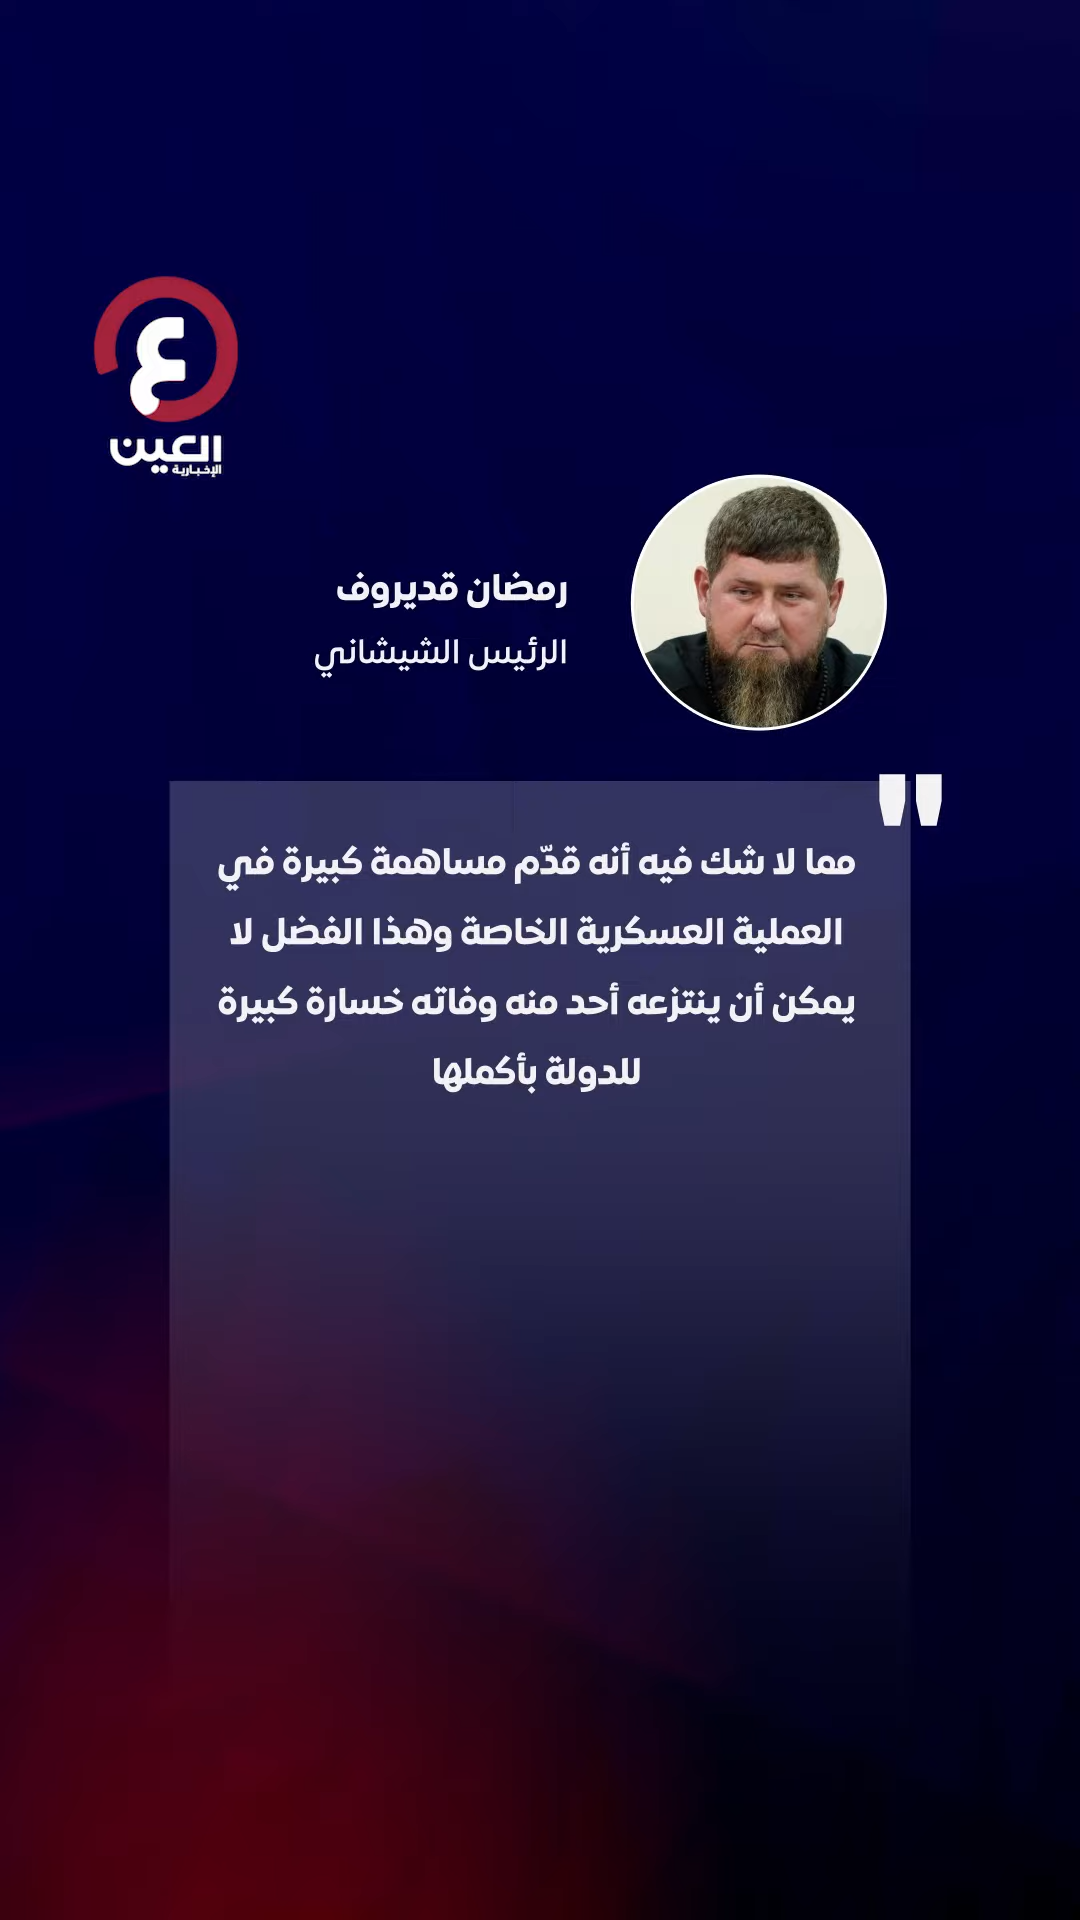 ع
العين
الإخبارية
رمضان قديروف
الرئيس الشيشاني
"
مما لا شك فيه أنه قدّم مساهمة كبيرة في
العملية العسكرية الخاصة وهذا الفضل لا
يمكن أن ينتزعه أحد منه وفاته خسارة كبيرة
للدولة بأكملها